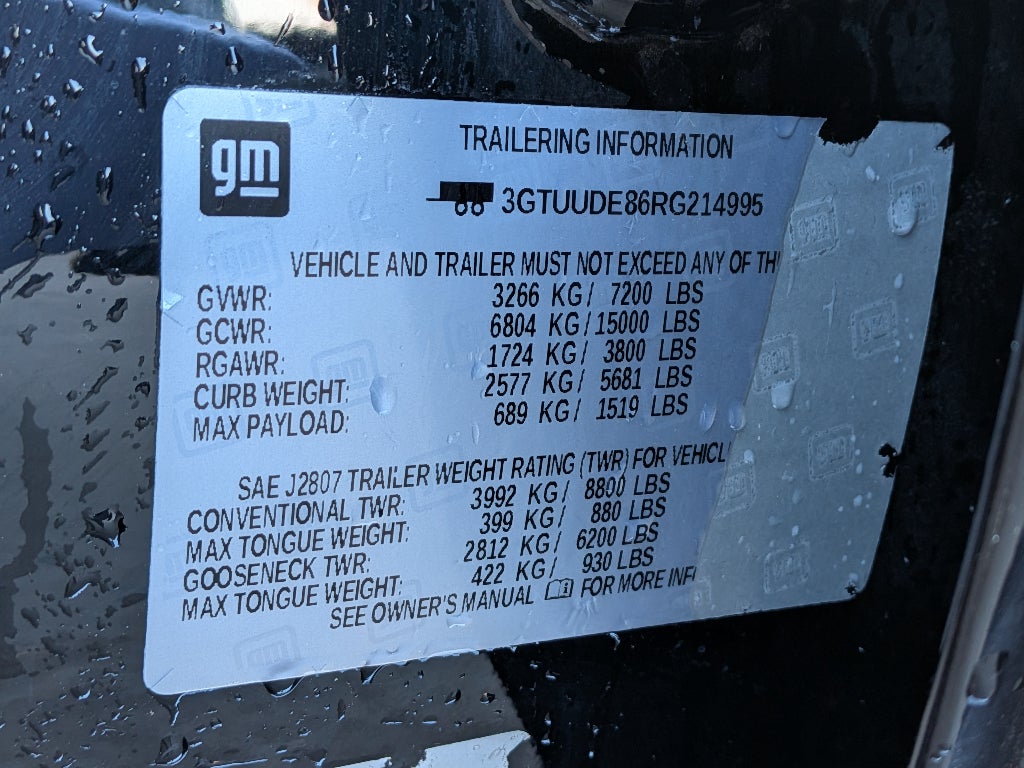 gm
TRAILERING INFORMATION
3GTUUDE86RG214995
VEHICLE AND TRAILER MUST NOT EXCEED ANY OF
GVWR: 3266 KG/ 7200 LBS
GCWR: 6804 KG/ 15000 LBS
RGAWR: 1724 KG/ 3800 LBS
CURB WEIGHT: 2577 KG/ 5681 LBS
MAX PAYLOAD: 689 KG/ 1519 LBS
SAE J2807 TRAILER WEIGHT RATING (TWR) FOR
CONVENTIONAL TWR: 3992 KG/ 8800 LBS
MAX TONGUE WEIGHT: 399 KG/ 880 LBS
GOOSENECK TWR: 2812 KG/ 6200 LBS
MAX TONGUE WEIGHT: 422 KG/ 930 LBS
SEE OWNER'S MANUAL FOR MORE